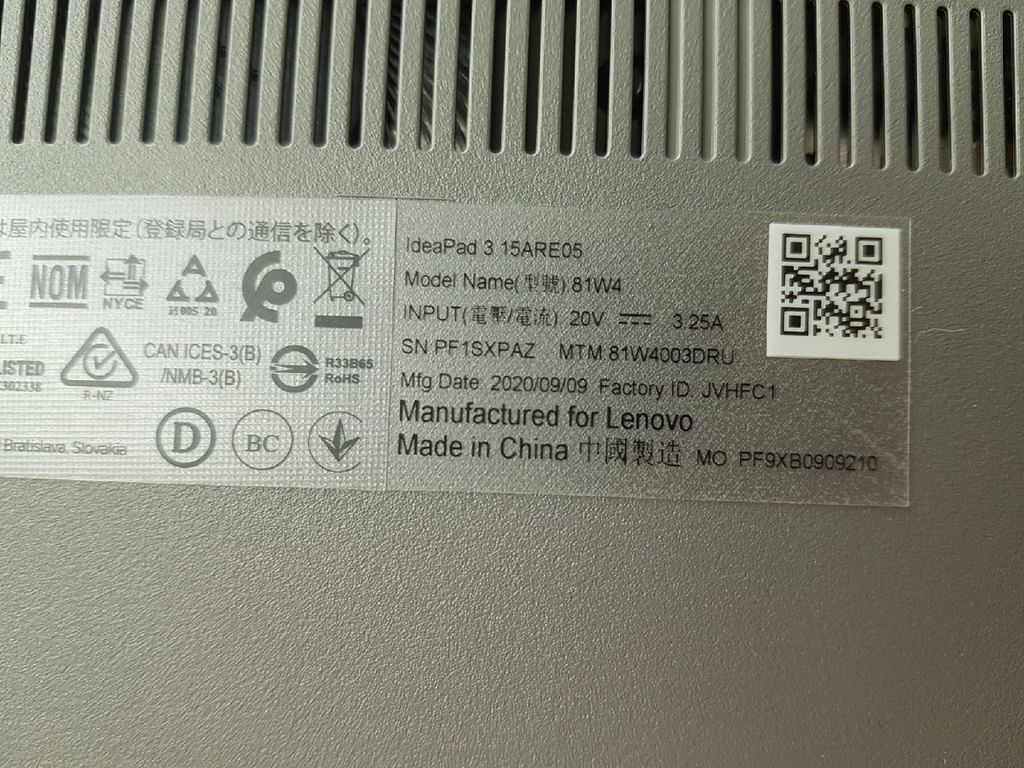 は屋内使用限定(登録局との通信を除く)。
NOM
NYCE
R-NZ
LISTED
CAN ICES-3(B)
/NMB-3(B)
R33B65
RoHS
D
BC
Bratislava, Slovakia
IdeaPad 3 15ARE05
Model Name(型號) 81W4
INPUT(電壓/電流) 20V ⎓ 3.25A
SN PF1SXPAZ MTM 81W4003DRU
Mfg Date 2020/09/09 Factory ID JVHFC1
Manufactured for Lenovo
Made in China 中國製造 MO PF9XB0909210